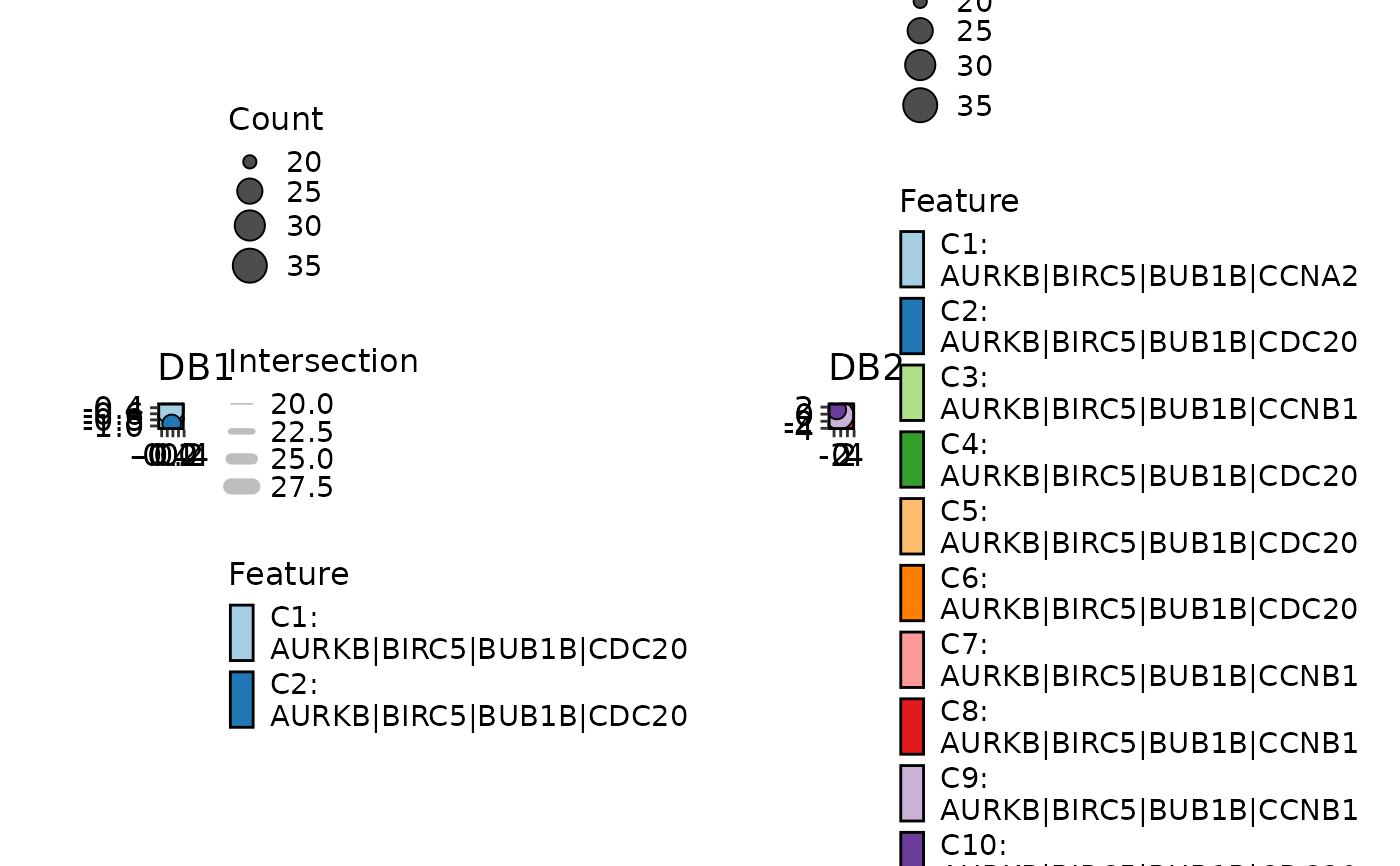 Count
20
25
30
35
DB1
Intersection
20.0
22.5
25.0
27.5
Feature
C1:
AURKB|BIRC5|BUB1B|CDC20
C2:
AURKB|BIRC5|BUB1B|CDC20
20
25
30
35
DB2
Feature
C1:
AURKB|BIRC5|BUB1B|CCNA2
C2:
AURKB|BIRC5|BUB1B|CDC20
C3:
AURKB|BIRC5|BUB1B|CCNB1
C4:
AURKB|BIRC5|BUB1B|CDC20
C5:
AURKB|BIRC5|BUB1B|CDC20
C6:
AURKB|BIRC5|BUB1B|CDC20
C7:
AURKB|BIRC5|BUB1B|CCNB1
C8:
AURKB|BIRC5|BUB1B|CCNB1
C9:
AURKB|BIRC5|BUB1B|CCNB1
C10: